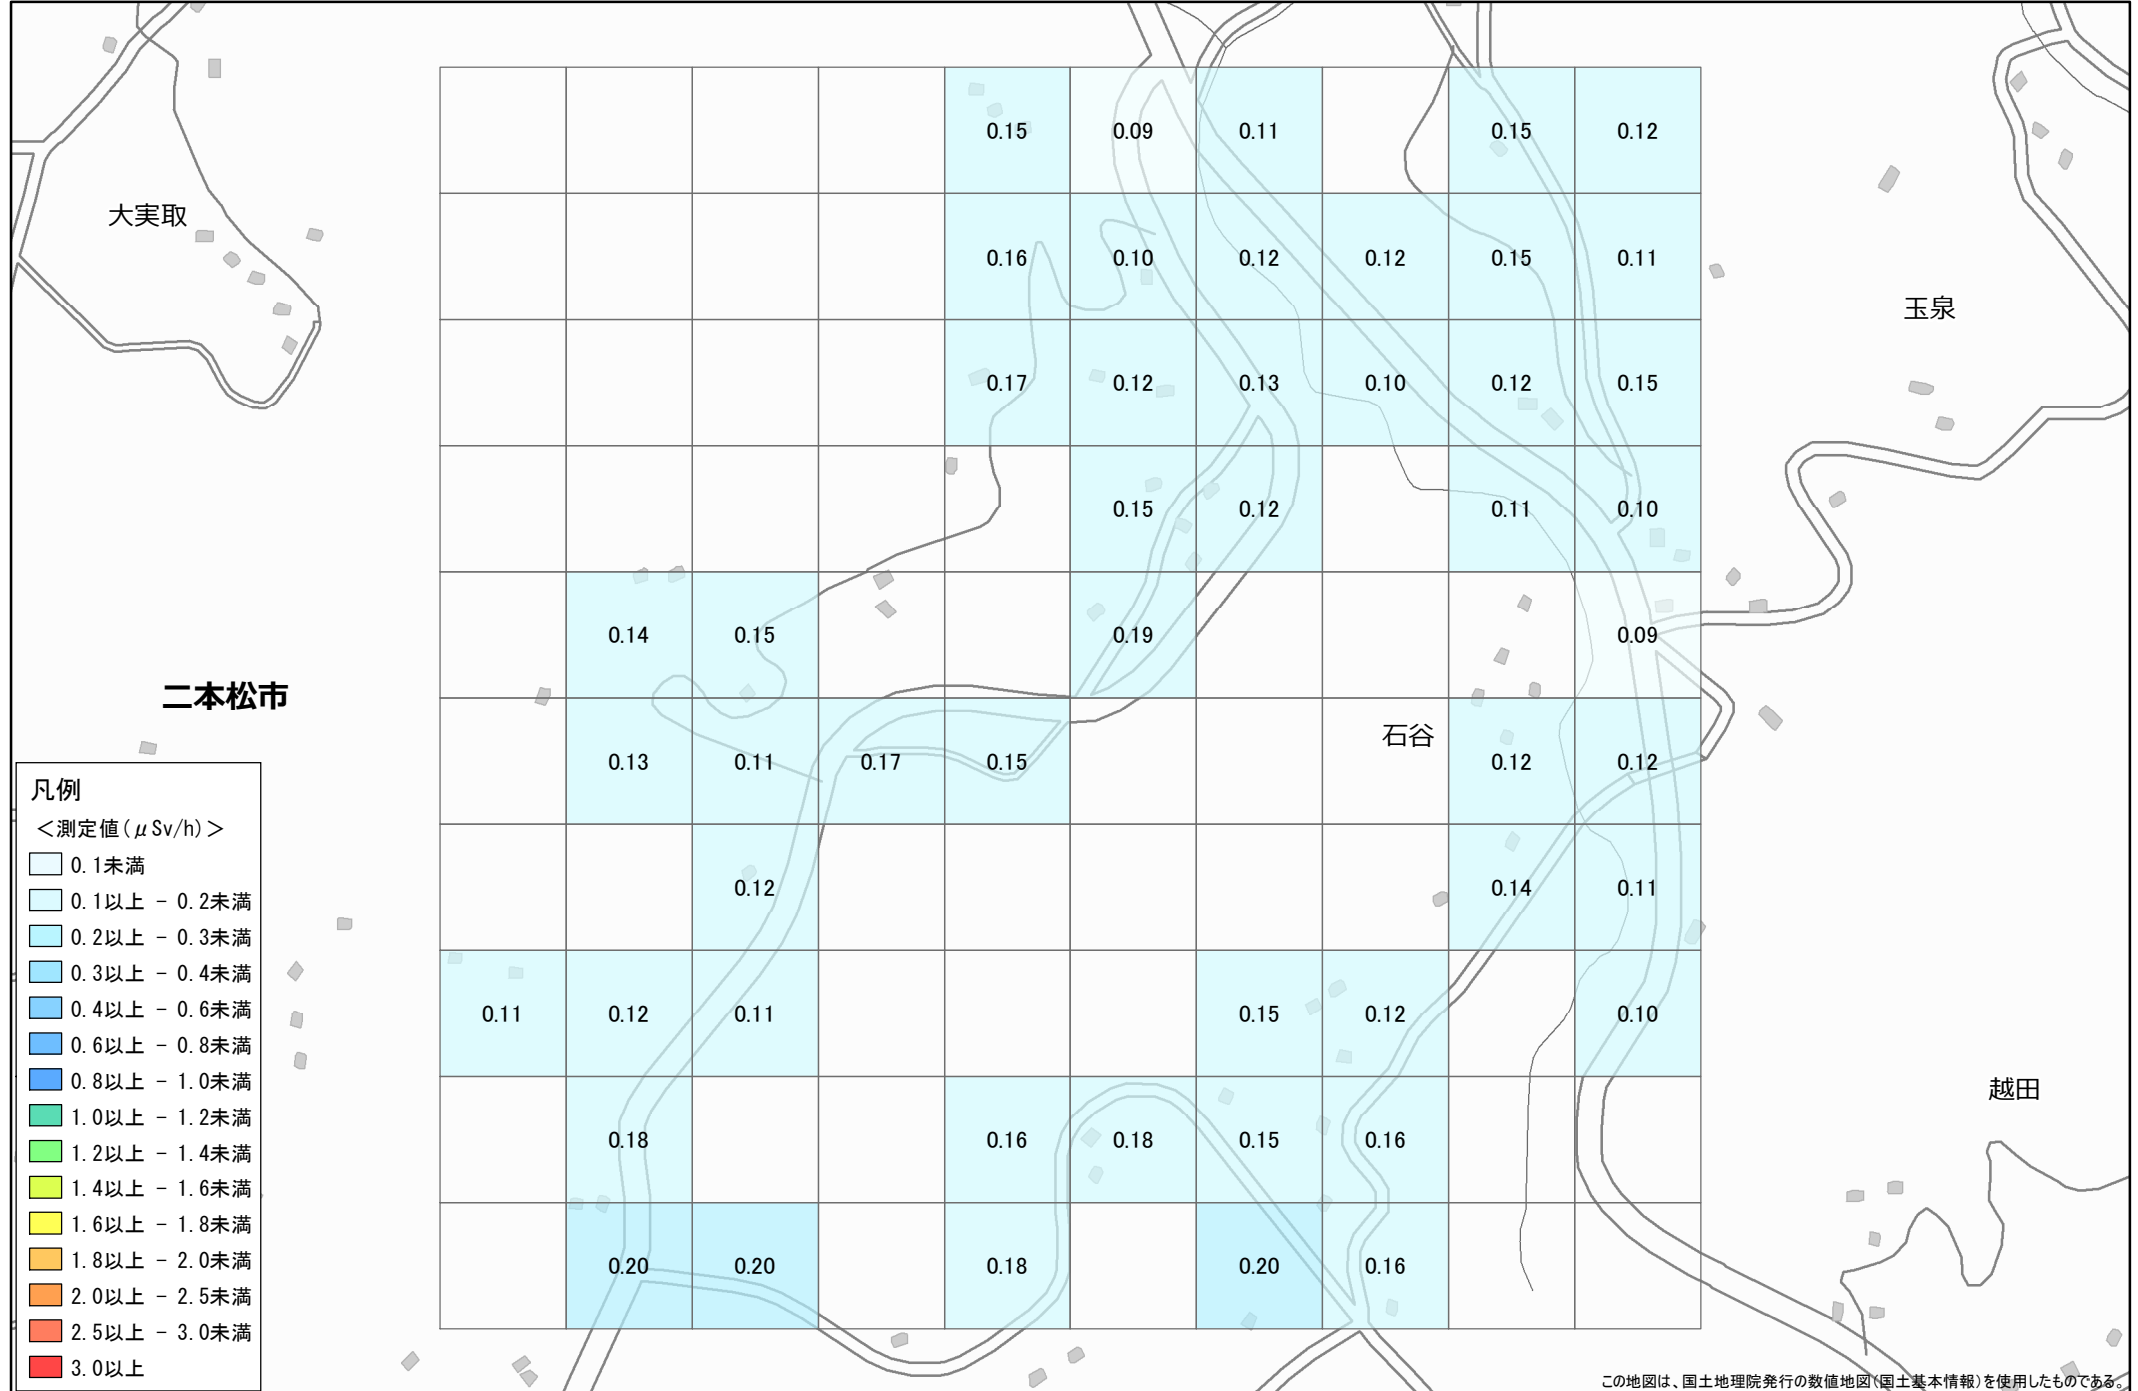 0.15 0.09 0.11 0.15 0.12
大実取
0.16 0.10 0.12 0.12 0.15 0.11
玉泉
0.17 0.12 0.13 0.10 0.12 0.15
0.15 0.12 0.11 0.10
0.14 0.15 0.19 0.09
二本松市
石谷
0.13 0.11 0.17 0.15 0.12 0.12
0.12 0.14 0.11
0.11 0.12 0.11 0.15 0.12 0.10
越田
0.18 0.16 0.18 0.15 0.16
0.20 0.20 0.18 0.20 0.16
凡例
＜測定値(μSv/h)＞
0.1未満
0.1以上 - 0.2未満
0.2以上 - 0.3未満
0.3以上 - 0.4未満
0.4以上 - 0.6未満
0.6以上 - 0.8未満
0.8以上 - 1.0未満
1.0以上 - 1.2未満
1.2以上 - 1.4未満
1.4以上 - 1.6未満
1.6以上 - 1.8未満
1.8以上 - 2.0未満
2.0以上 - 2.5未満
2.5以上 - 3.0未満
3.0以上
この地図は、国土地理院発行の数値地図(国土基本情報)を使用したものである。